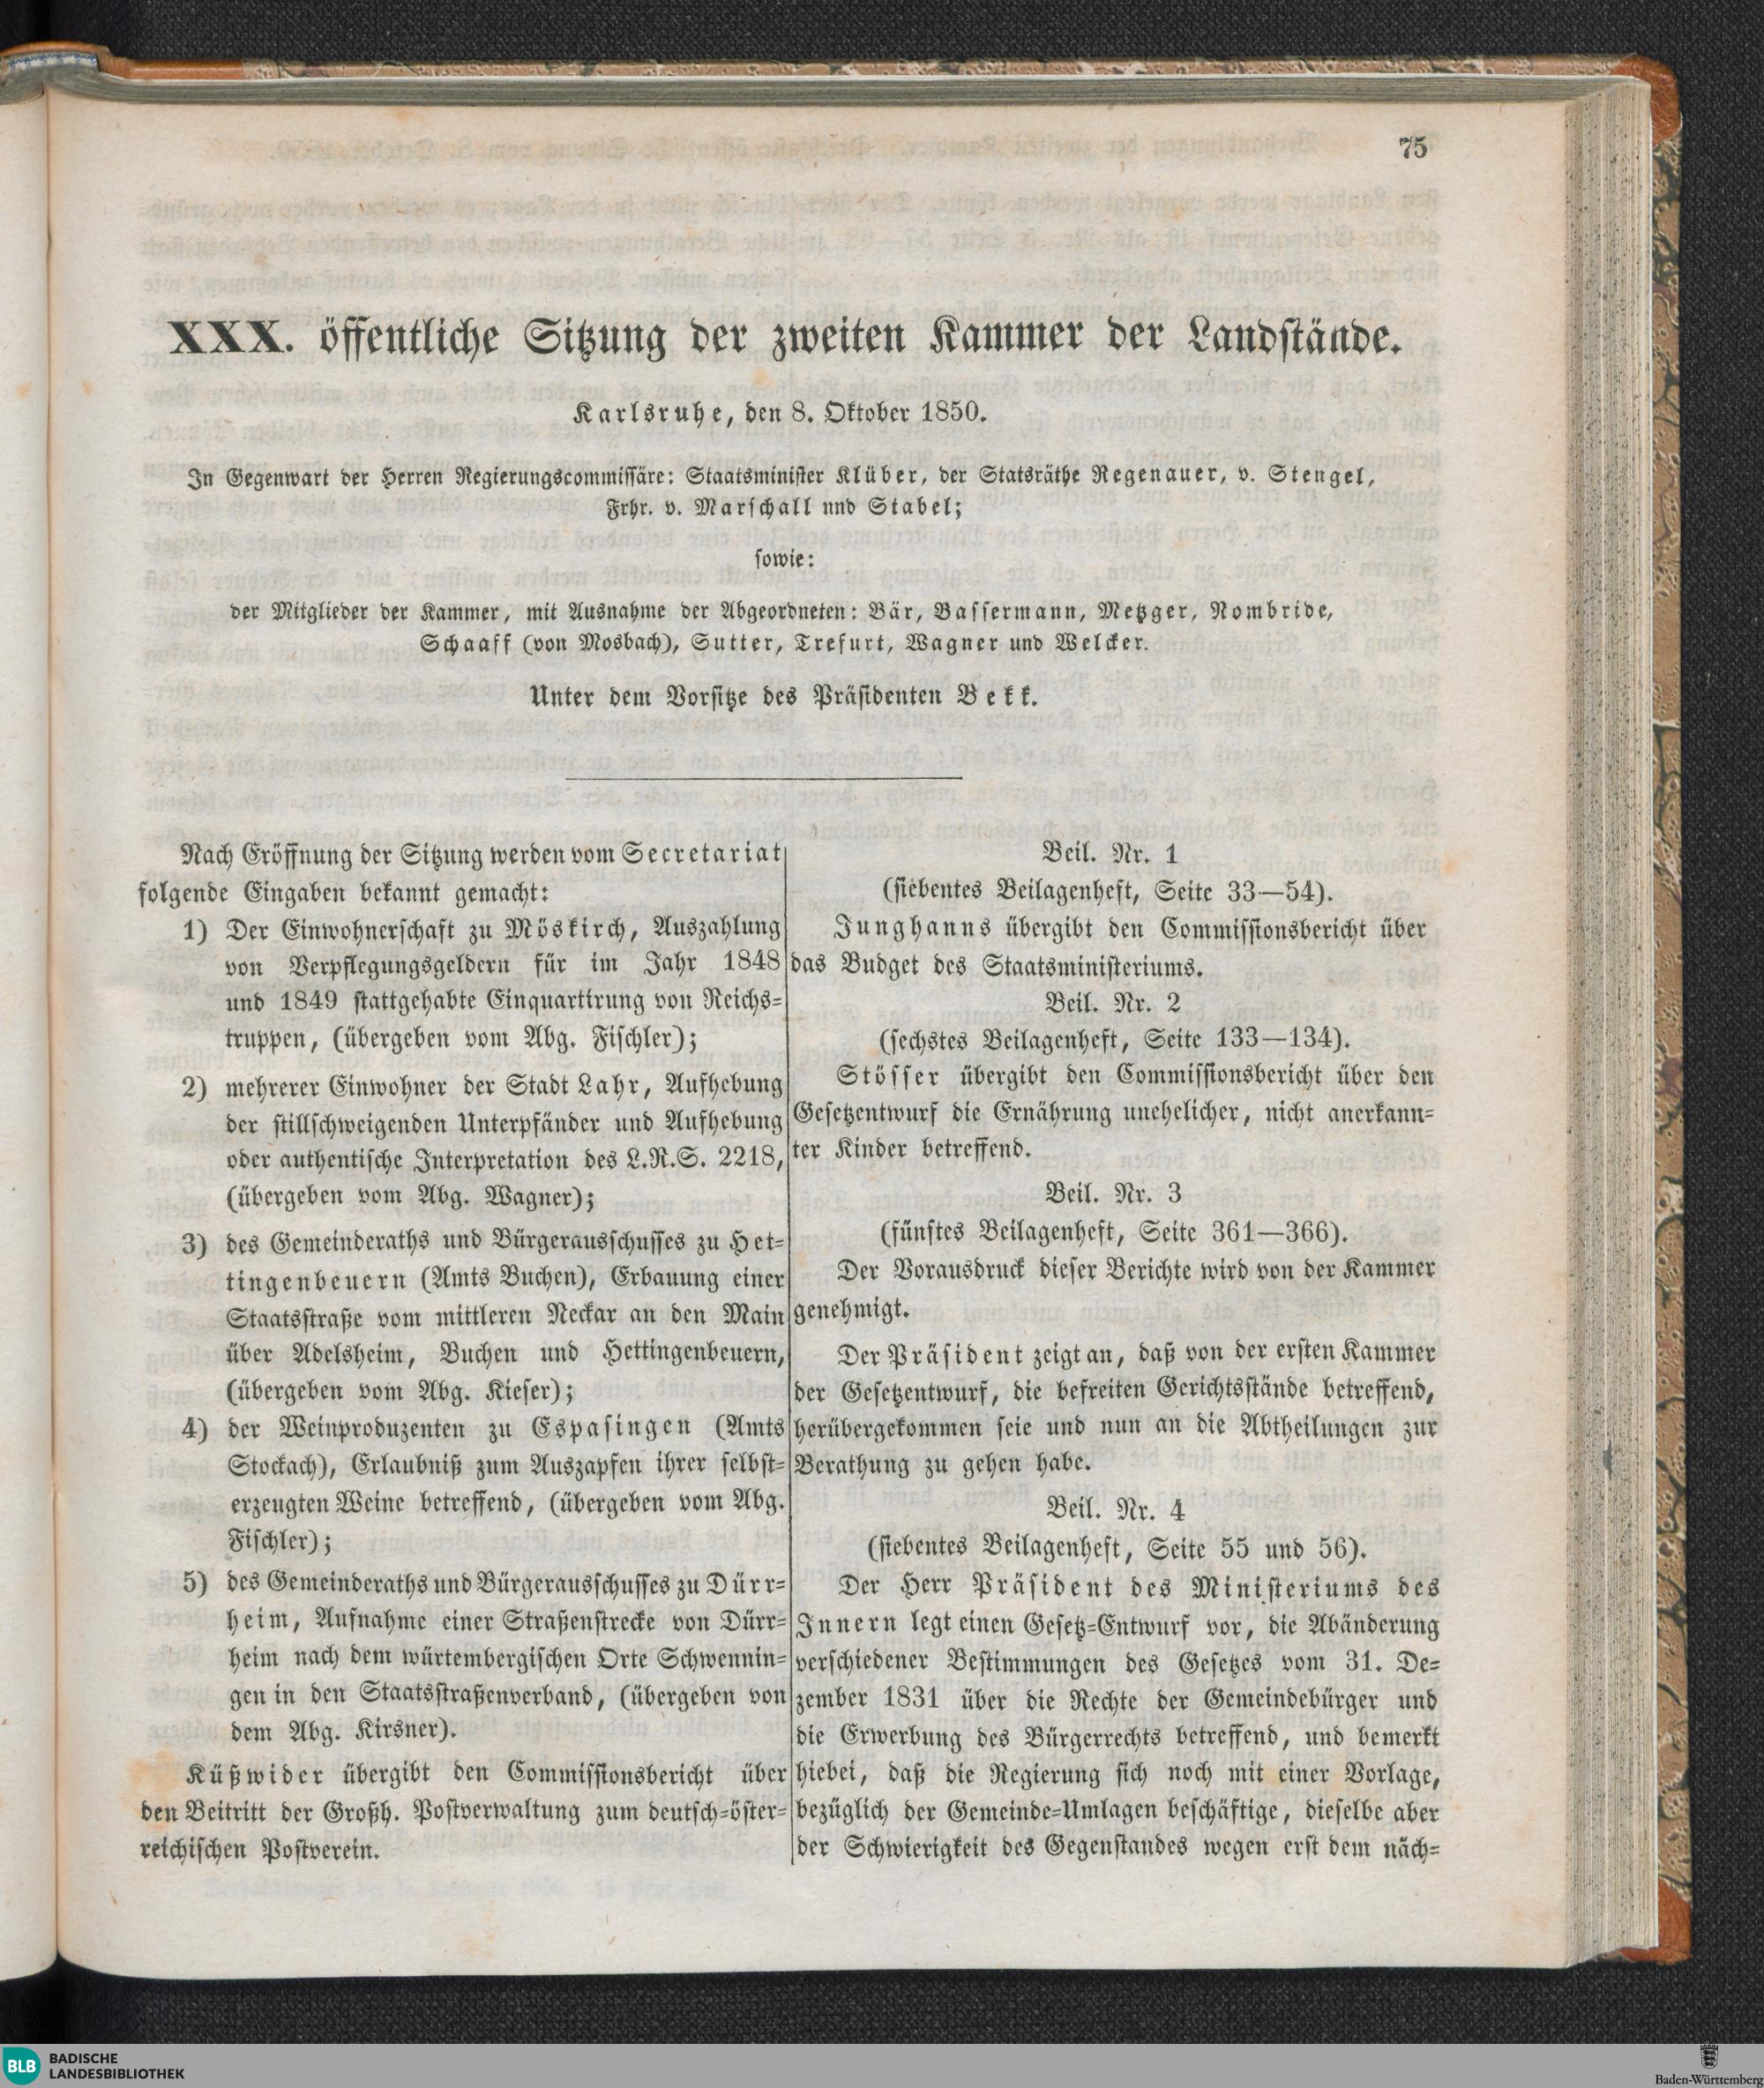 75
XXX. öffentliche Sitzung der zweiten Kammer der Landstände.
Karlsruhe, den 8. Oktober 1850.
In Gegenwart der Herren Regierungscommissäre: Staatsminister Klüber, der Statsräthe Regenauer, v. Stengel,
Frhr. v. Marschall nnd Stabel;
sowie:
der Mitglieder der Kammer, mit Ausnahme der Abgeordneten: Bär, Bassermann, Metzger, Nombride,
Schaaff (von Mosbach), Sutter, Trefurt, Wagner und Welcker.
Unter dem Vorsitze des Präsidenten Bekk.
Nach Eröffnung der Sitzung werden vom Secretariat
folgende Eingaben bekannt gemacht:
1) Der Einwohnerschaft zu Möskirch, Auszahlung
von Verpflegungsgeldern für im Jahr 1848
und 1849 stattgehabte Einquartirung von Reichs-
truppen, (übergeben vom Abg. Fischler);
2) mehrerer Einwohner der Stadt Lahr, Aufhebung
der stillschweigenden Unterpfänder und Aufhebung
oder authentische Interpretation des L.R.S. 2218,
(übergeben vom Abg. Wagner);
3) des Gemeinderaths und Bürgerausschusses zu Het-
tingenbeuern (Amts Buchen), Erbauung einer
Staatsstraße vom mittleren Neckar an den Main
über Adelsheim, Buchen und Hettingenbeuern,
(übergeben vom Abg. Kieser);
4) der Weinproduzenten zu Espasingen (Amts
Stockach), Erlaubniß zum Auszapfen ihrer selbst-
erzeugten Weine betreffend, (übergeben vom Abg.
Fischler);
5) des Gemeinderaths und Bürgerausschusses zu Dürr-
heim, Aufnahme einer Straßenstrecke von Dürr-
heim nach dem würtembergischen Orte Schwennin-
gen in den Staatsstraßenverband, (übergeben von
dem Abg. Kirsner).
Küßwider übergibt den Commissionsbericht über
den Beitritt der Großh. Postverwaltung zum deutsch-öster-
reichischen Postverein.
Beil. Nr. 1
(siebentes Beilagenheft, Seite 33—54).
Junghanns übergibt den Commissionsbericht über
das Budget des Staatsministeriums.
Beil. Nr. 2
(sechstes Beilagenheft, Seite 133—134).
Stösser übergibt den Commissionsbericht über den
Gesetzentwurf die Ernährung unehelicher, nicht anerkann-
ter Kinder betreffend.
Beil. Nr. 3
(fünftes Beilagenheft, Seite 361—366).
Der Vorausdruck dieser Berichte wird von der Kammer
genehmigt.
Der Präsident zeigt an, daß von der ersten Kammer
der Gesetzentwurf, die befreiten Gerichtsstände betreffend,
herübergekommen seie und nun an die Abtheilungen zur
Berathung zu gehen habe.
Beil. Nr. 4
(siebentes Beilagenheft, Seite 55 und 56).
Der Herr Präsident des Ministeriums des
Innern legt einen Gesetz-Entwurf vor, die Abänderung
verschiedener Bestimmungen des Gesetzes vom 31. De-
zember 1831 über die Rechte der Gemeindebürger und
die Erwerbung des Bürgerrechts betreffend, und bemerkt
hiebei, daß die Regierung sich noch mit einer Vorlage,
bezüglich der Gemeinde-Umlagen beschäftige, dieselbe aber
der Schwierigkeit des Gegenstandes wegen erst dem näch-
BLB BADISCHE
LANDESBIBLIOTHEK
Baden-Württemberg